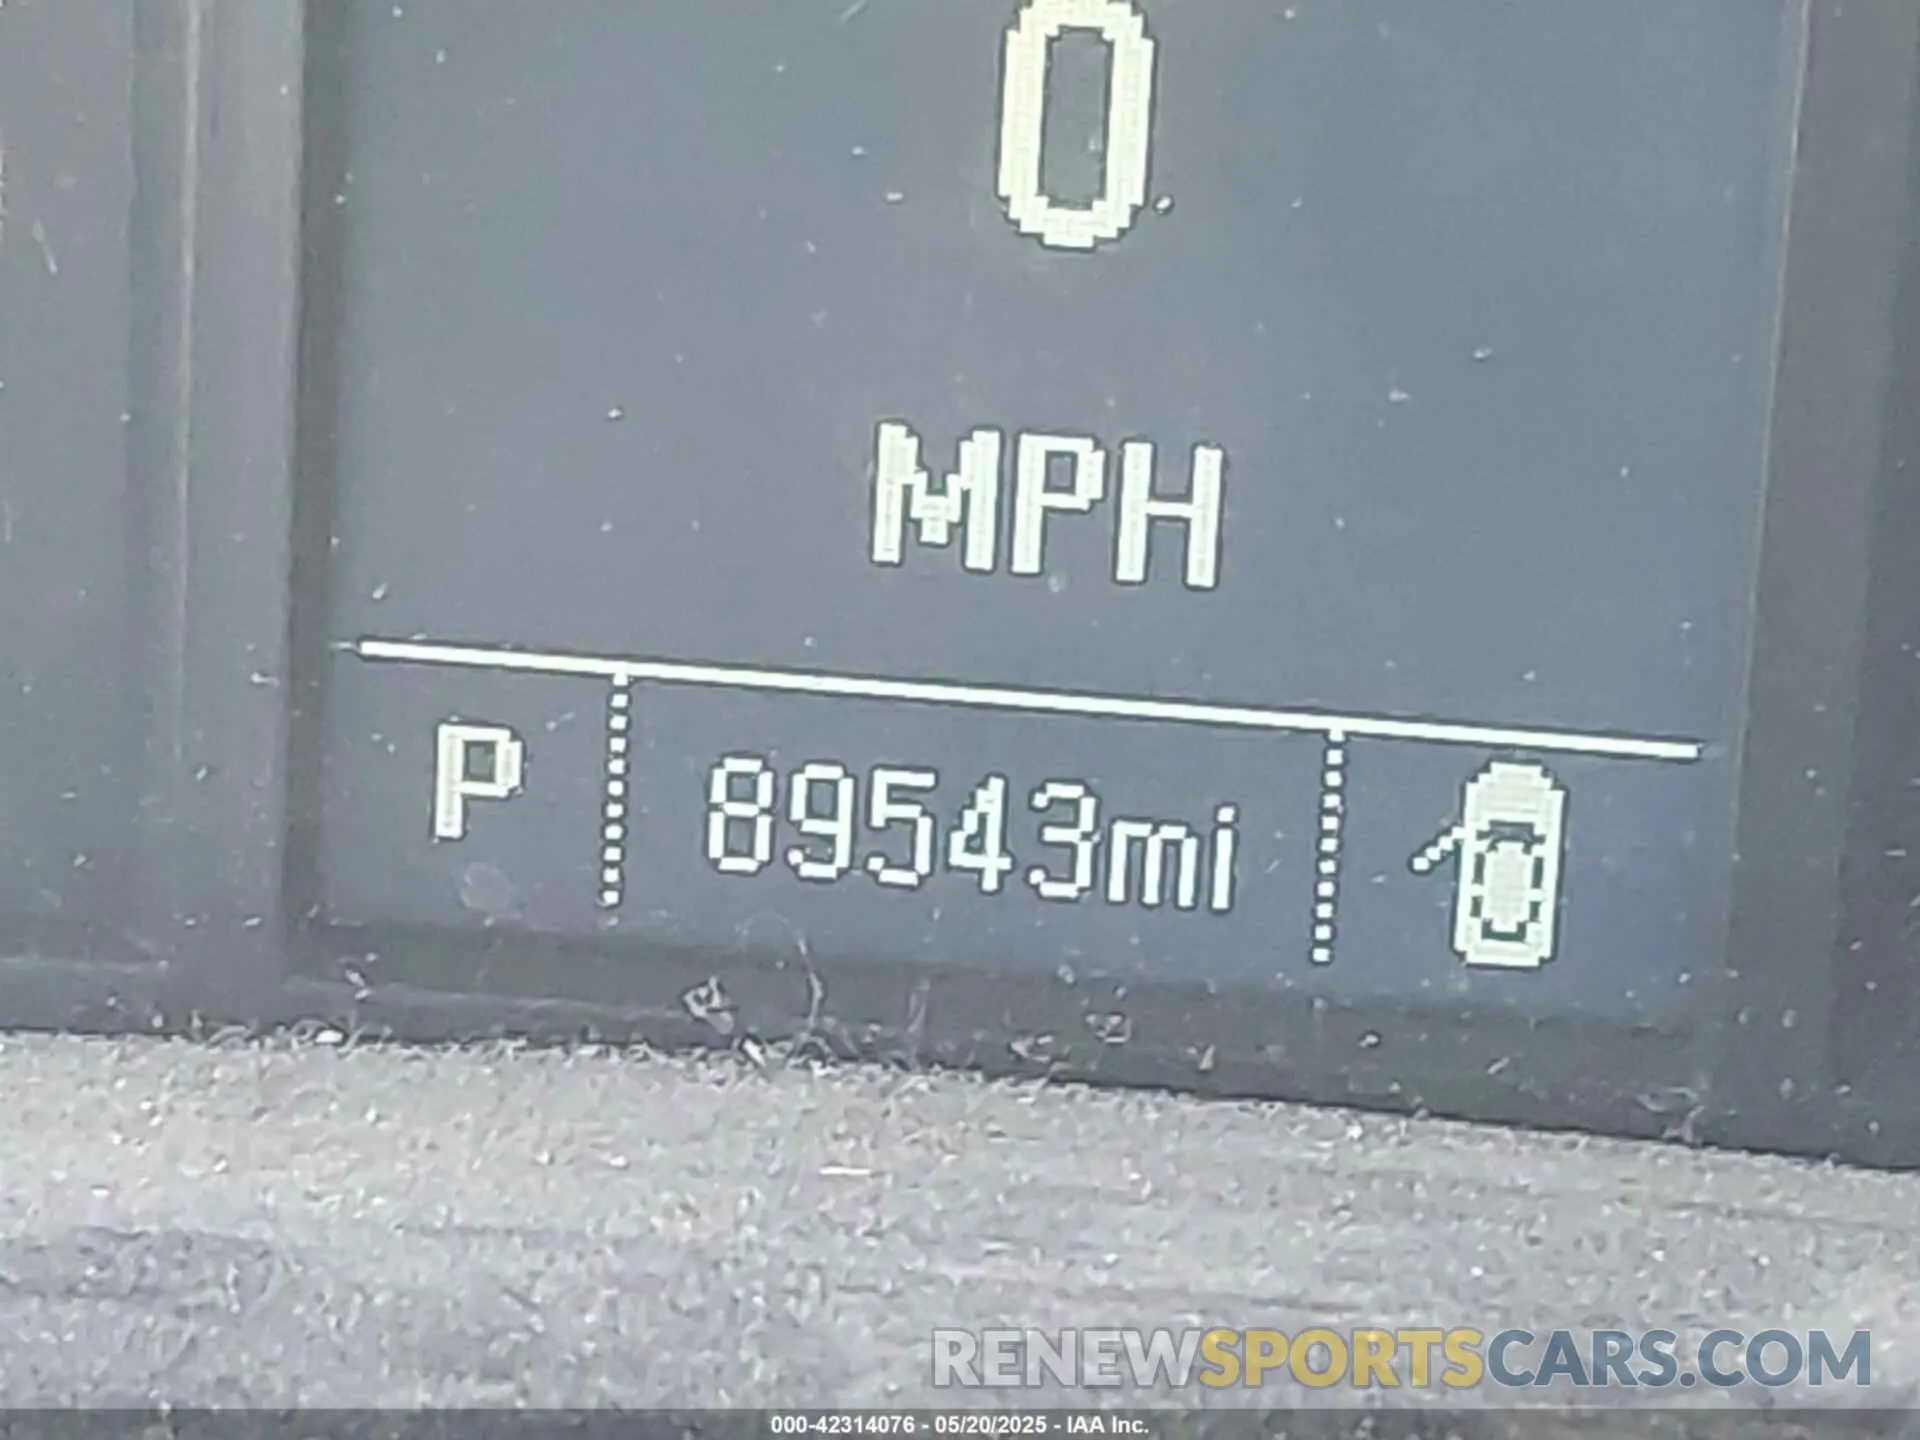 0
MPH
P 89543mi
RENEWSPORTSCARS.COM
000-42314076 - 05/20/2025 - IAA Inc.